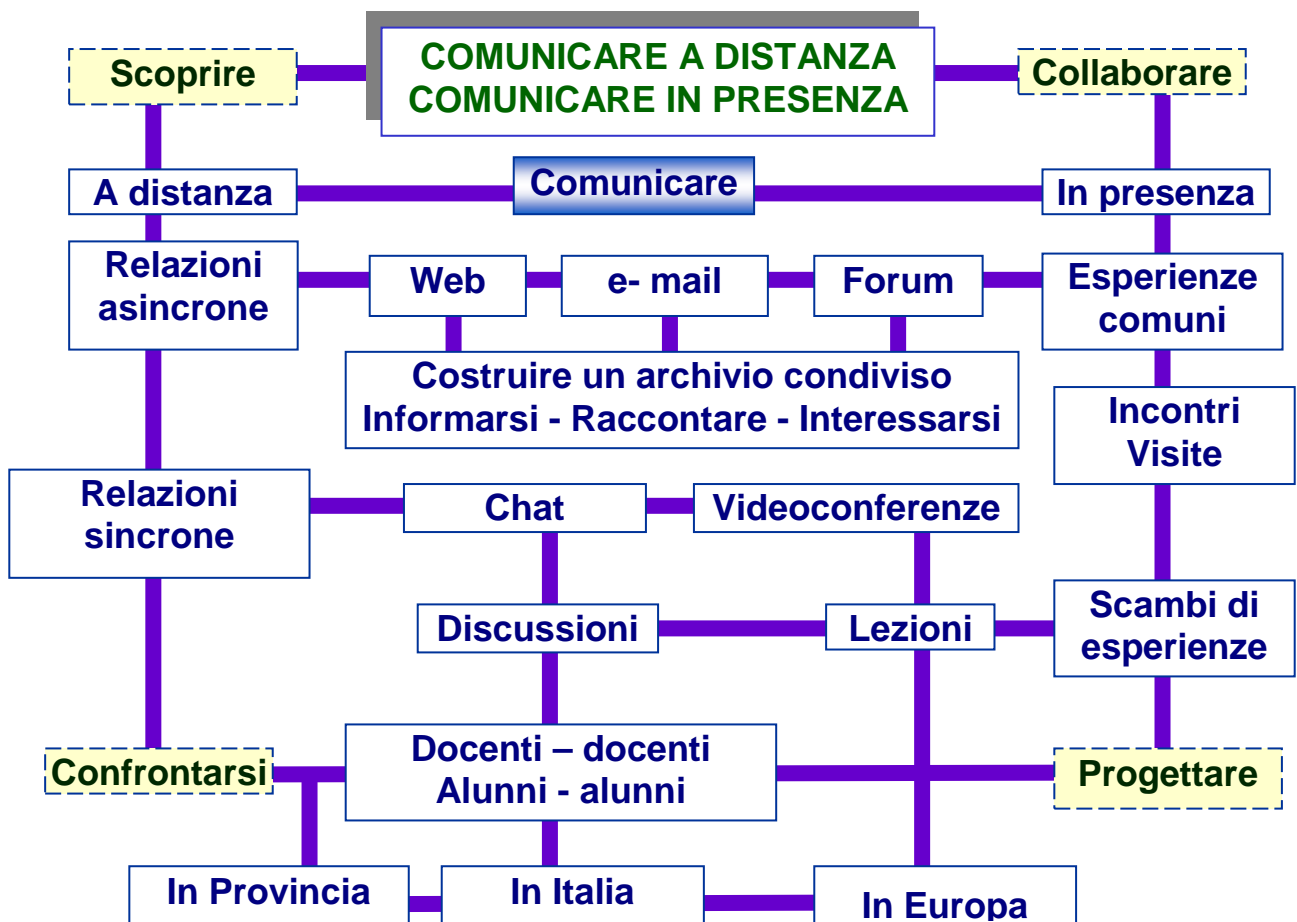 COMUNICARE A DISTANZA
COMUNICARE IN PRESENZA
Scoprire
Collaborare
A distanza
Comunicare
In presenza
Relazioni
asincrone
Web
e- mail
Forum
Esperienze
comuni
Costruire un archivio condiviso
Informarsi - Raccontare - Interessarsi
Incontri
Visite
Relazioni
sincrone
Chat
Videoconferenze
Discussioni
Lezioni
Scambi di
esperienze
Confrontarsi
Docenti – docenti
Alunni - alunni
Progettare
In Provincia
In Italia
In Europa